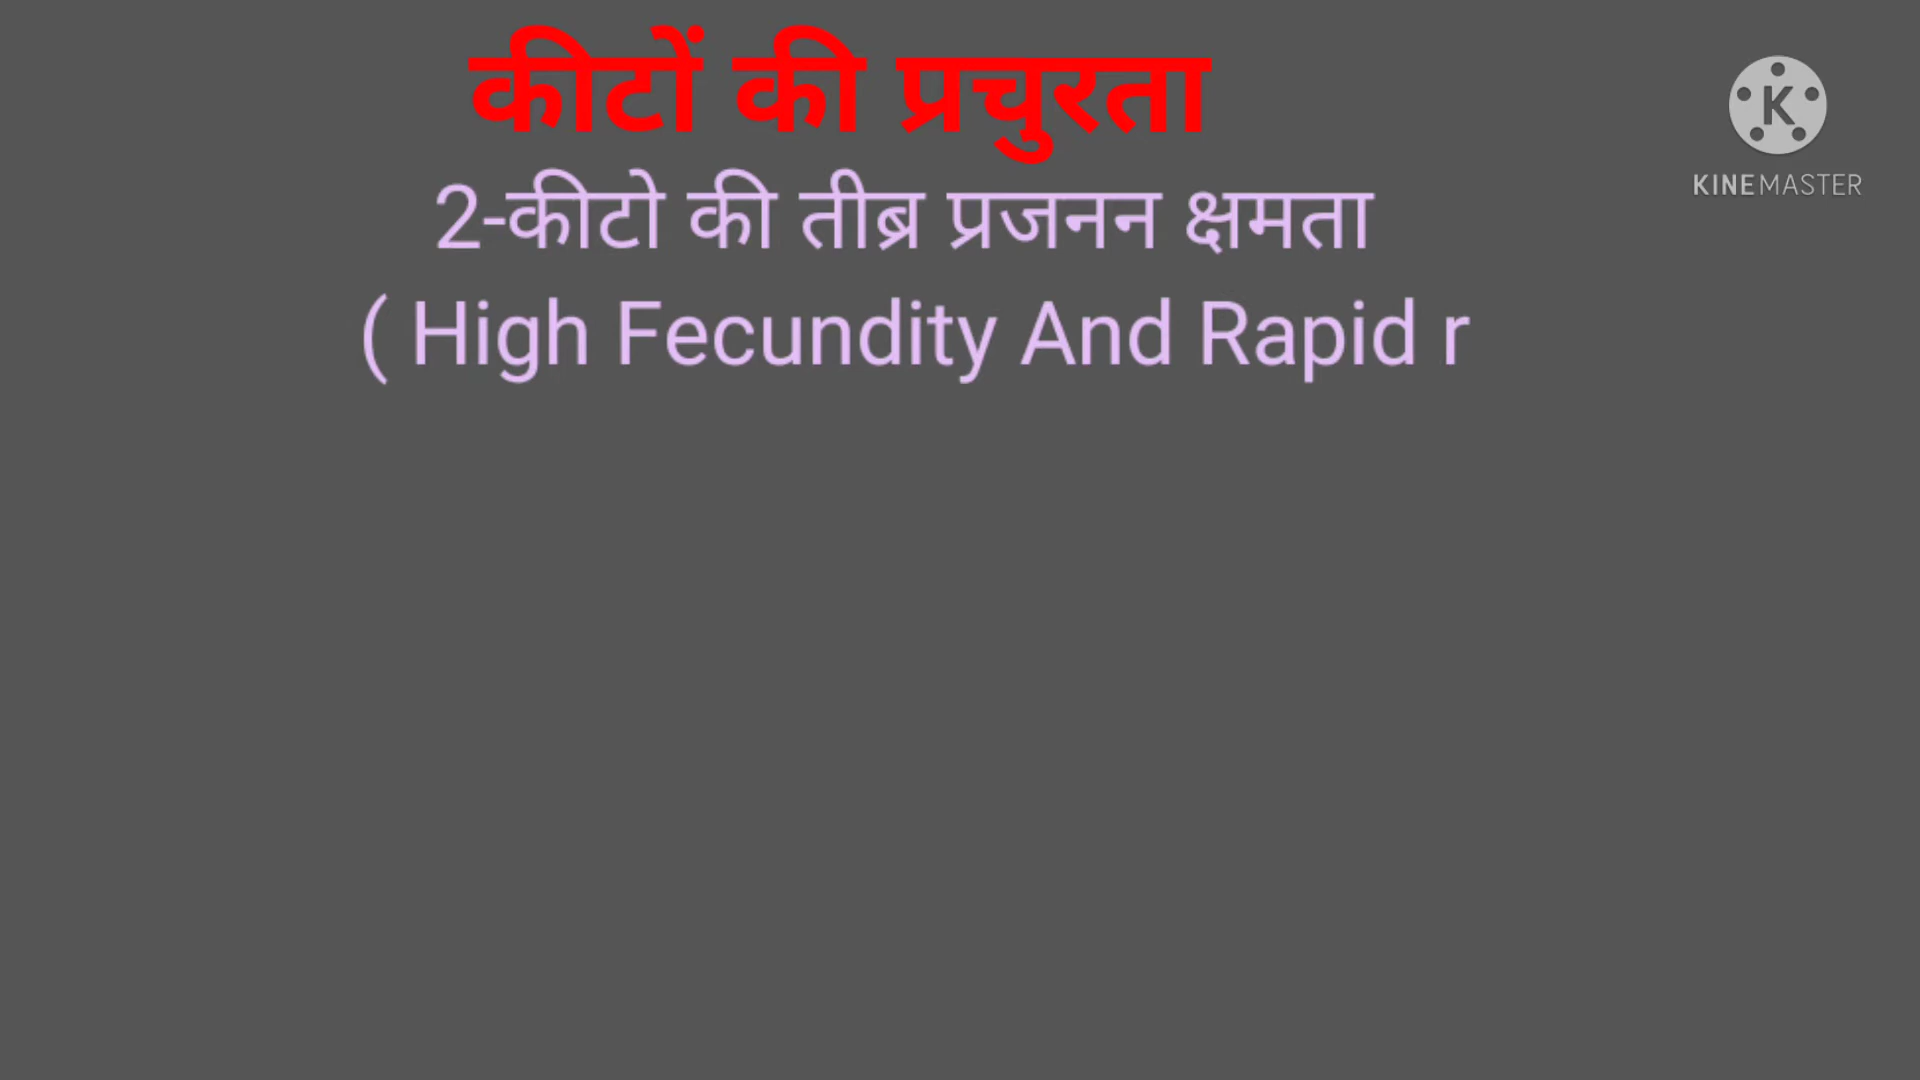 कीटों की प्रचुरता
2-कीटो की तीब्र प्रजनन क्षमता
( High Fecundity And Rapid r
K
KINEMASTER